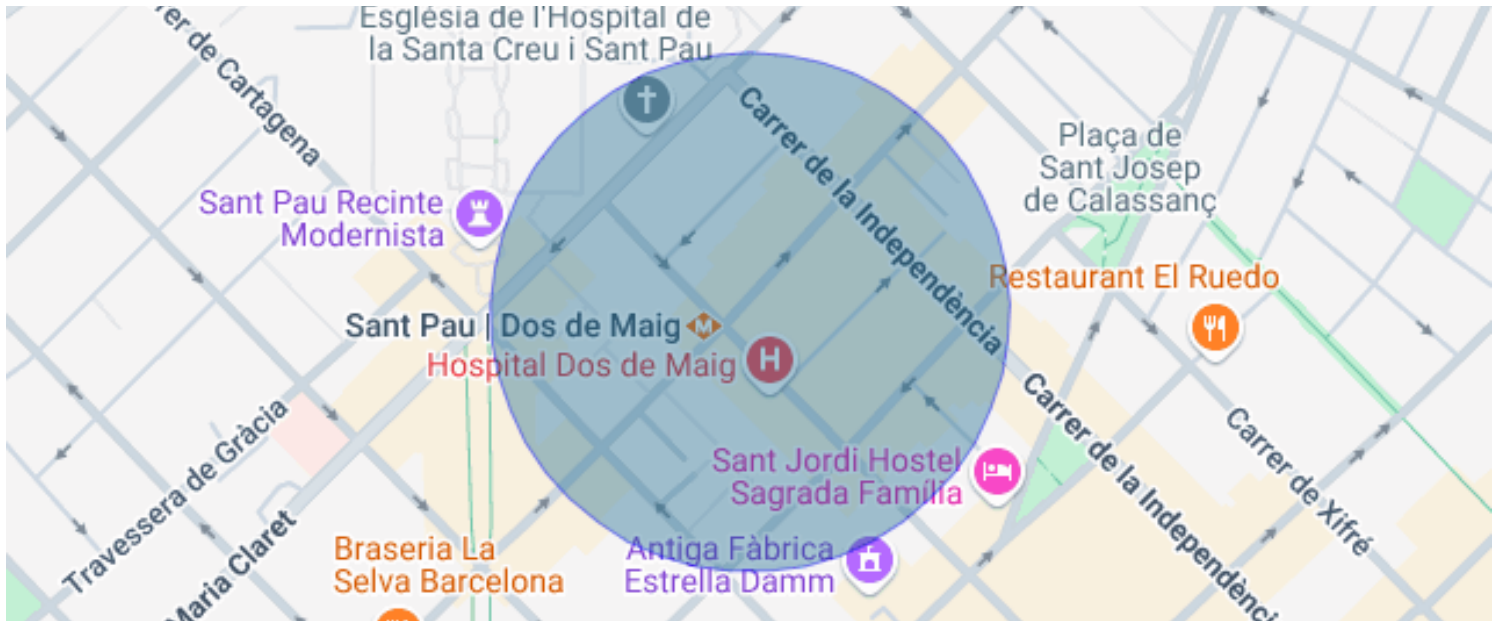 Església de l'Hospital de
la Santa Creu i Sant Pau
er de Cartagena
Carrer de la Independència
Plaça de
Sant Josep
de Calassanç
Sant Pau Recinte
Modernista
Restaurant El Ruedo
Sant Pau | Dos de Maig
M
Hospital Dos de Maig
H
Travessera de Gràcia
Carrer de la Independènci
Carrer de Xifré
Sant Jordi Hostel
Sagrada Família
Maria Claret
Braseria La
Selva Barcelona
Antiga Fàbrica
Estrella Damm